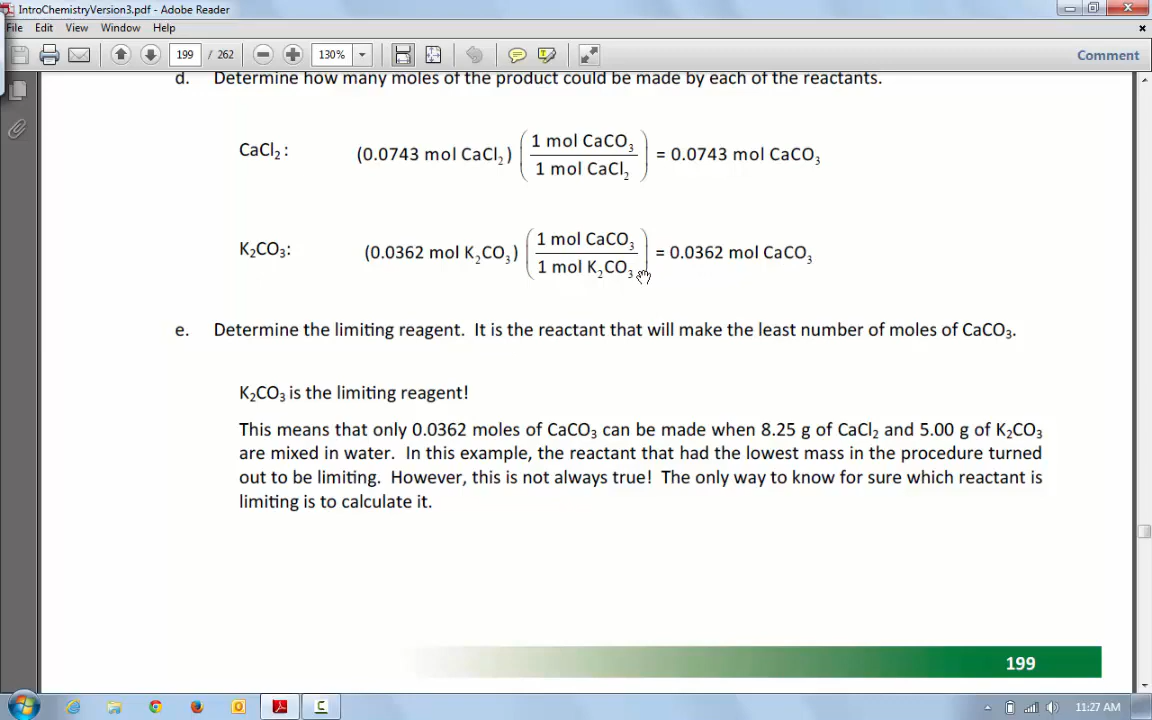 IntroChemistryVersion3.pdf - Adobe Reader
File Edit View Window Help
199 / 262 130% Comment
d. Determine how many moles of the product could be made by each of the reactants.
CaCl₂ : (0.0743 mol CaCl₂ ) ( 1 mol CaCO₃ / 1 mol CaCl₂ ) = 0.0743 mol CaCO₃
K₂CO₃: (0.0362 mol K₂CO₃ ) ( 1 mol CaCO₃ / 1 mol K₂CO₃ ) = 0.0362 mol CaCO₃
e. Determine the limiting reagent. It is the reactant that will make the least number of moles of CaCO₃.
K₂CO₃ is the limiting reagent!
This means that only 0.0362 moles of CaCO₃ can be made when 8.25 g of CaCl₂ and 5.00 g of K₂CO₃
are mixed in water. In this example, the reactant that had the lowest mass in the procedure turned
out to be limiting. However, this is not always true! The only way to know for sure which reactant is
limiting is to calculate it.
199
11:27 AM